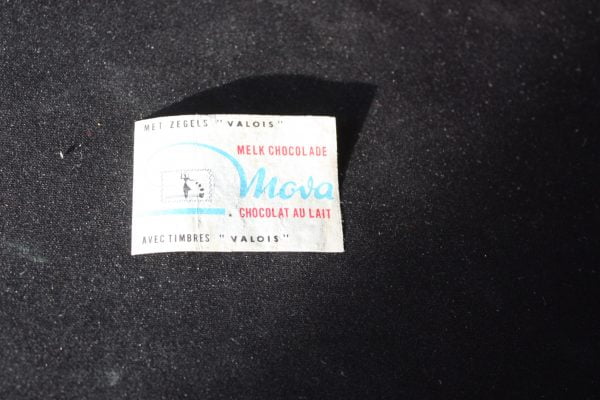 MET ZEGELS "VALOIS"
MELK CHOCOLADE
Mova
CHOCOLAT AU LAIT
AVEC TIMBRES "VALOIS"